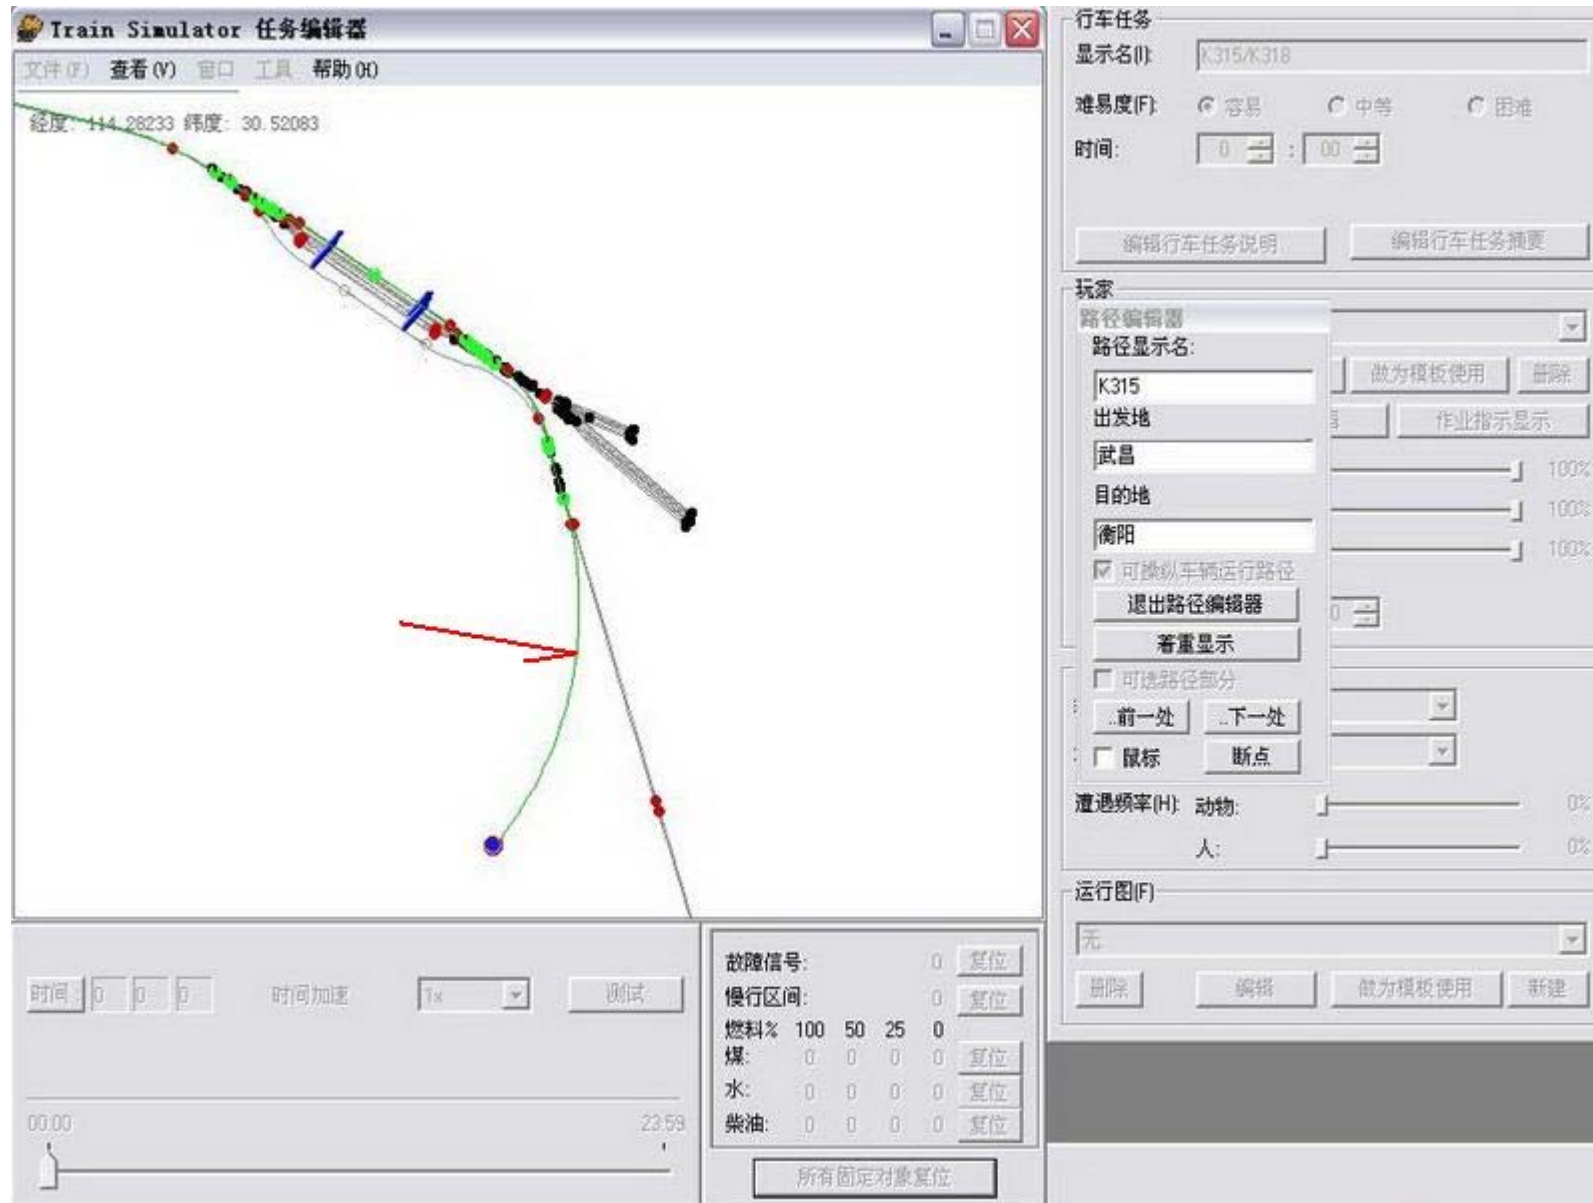 Train Simulator 任务编辑器
文件(F) 查看(V) 窗口 工具 帮助(H)
经度: 114.28233 纬度: 30.52083
行车任务
显示名(I): K315/K318
难易度(F): 容易 中等 困难
时间: 0 : 00
编辑行车任务说明 编辑行车任务摘要
玩家
路径编辑器
路径显示名:
K315
做为模板使用 删除
出发地
作业指示显示
武昌
100%
目的地
100%
衡阳
100%
可操纵车辆运行路径
退出路径编辑器
0
着重显示
可选路径部分
..前一处 ..下一处
鼠标 断点
遭遇频率(H): 动物: 0%
人: 0%
运行图(F)
无
删除 编辑 做为模板使用 新建
时间: 0 0 0 时间加速 1x 测试
故障信号: 0 复位
慢行区间: 0 复位
燃料% 100 50 25 0
煤: 0 0 0 0 复位
水: 0 0 0 0 复位
柴油: 0 0 0 0 复位
00:00 23:59
所有固定对象复位